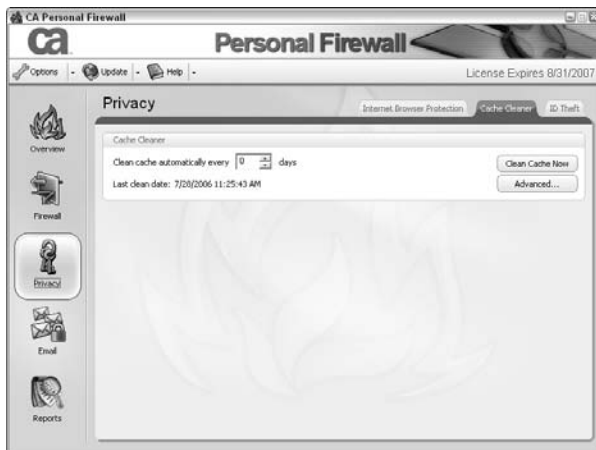 CA Personal Firewall
ca
Personal Firewall
Options
Update
Help
License Expires 8/31/2007
Overview
Firewall
Privacy
Email
Reports
Privacy
Internet Browser Protection
Cache Cleaner
ID Theft
Cache Cleaner
Clean cache automatically every 0 days
Clean Cache Now
Last clean date: 7/20/2006 11:25:43 AM
Advanced...